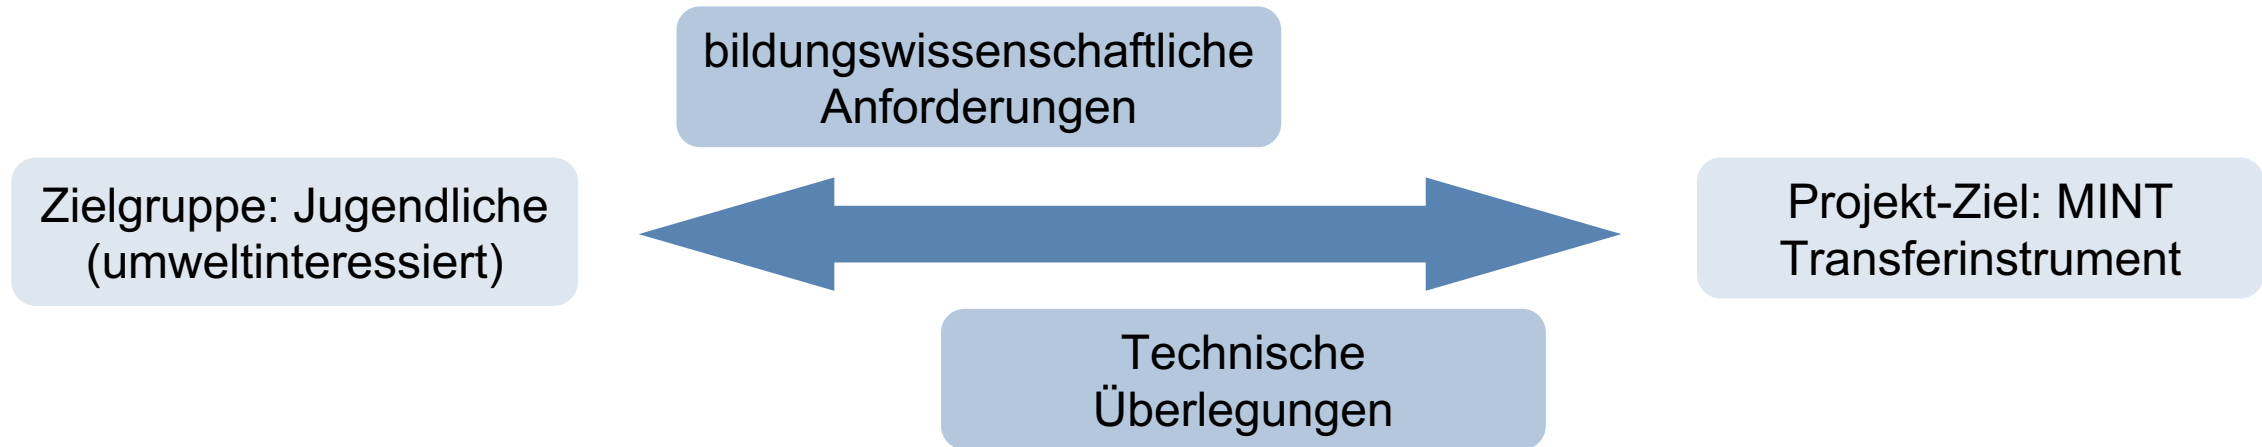 bildungswissenschaftliche
Anforderungen
Zielgruppe: Jugendliche
(umweltinteressiert)
Projekt-Ziel: MINT
Transferinstrument
Technische
Überlegungen